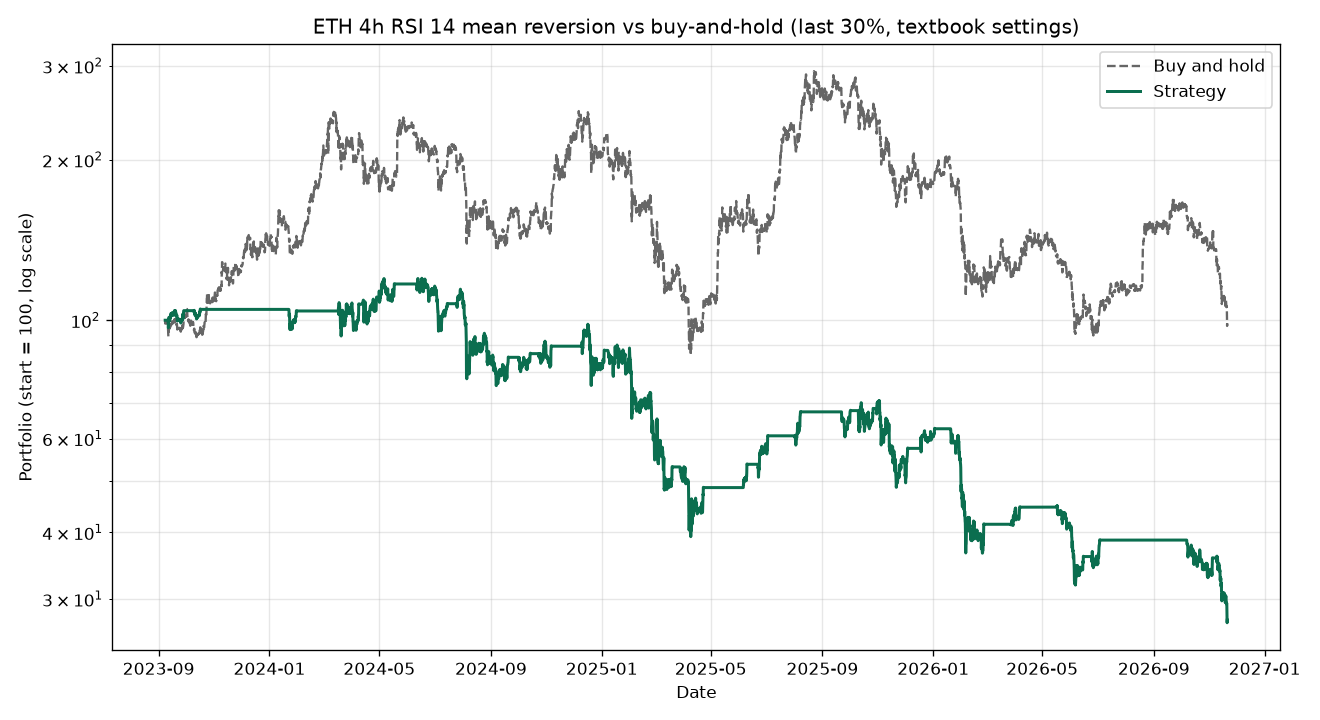 ETH 4h RSI 14 mean reversion vs buy-and-hold (last 30%, textbook settings)
Buy and hold
Strategy
Portfolio (start = 100, log scale)
3 × 10²
2 × 10²
10²
6 × 10¹
4 × 10¹
3 × 10¹
2023-09 2024-01 2024-05 2024-09 2025-01 2025-05 2025-09 2026-01 2026-05 2026-09 2027-01
Date